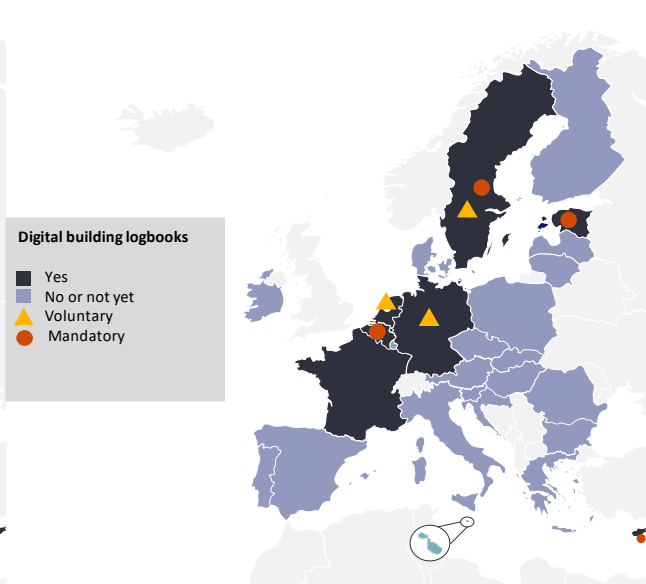 Digital building logbooks
Yes
No or not yet
Voluntary
Mandatory